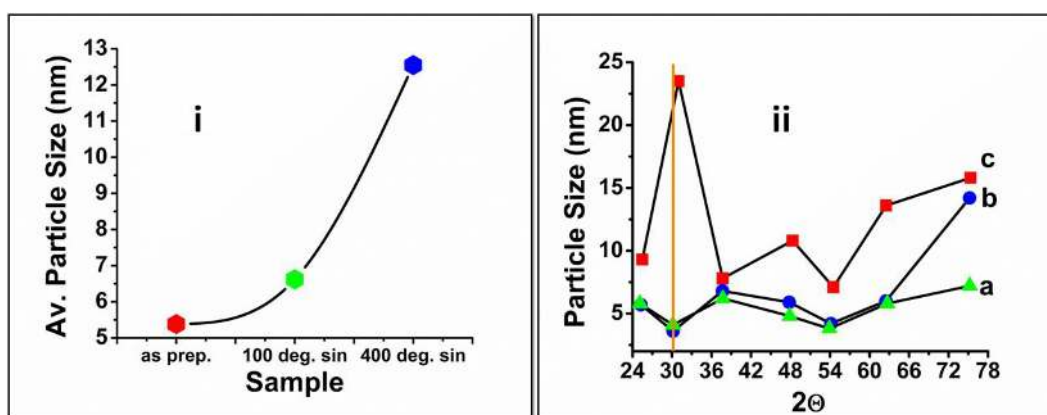 13
12
11
10
9
8
7
6
5
Av. Particle Size (nm)
i
as prep. 100 deg. sin 400 deg. sin
Sample
25
20
15
10
5
Particle Size (nm)
ii
c
b
a
24 30 36 42 48 54 60 66 72 78
2Θ